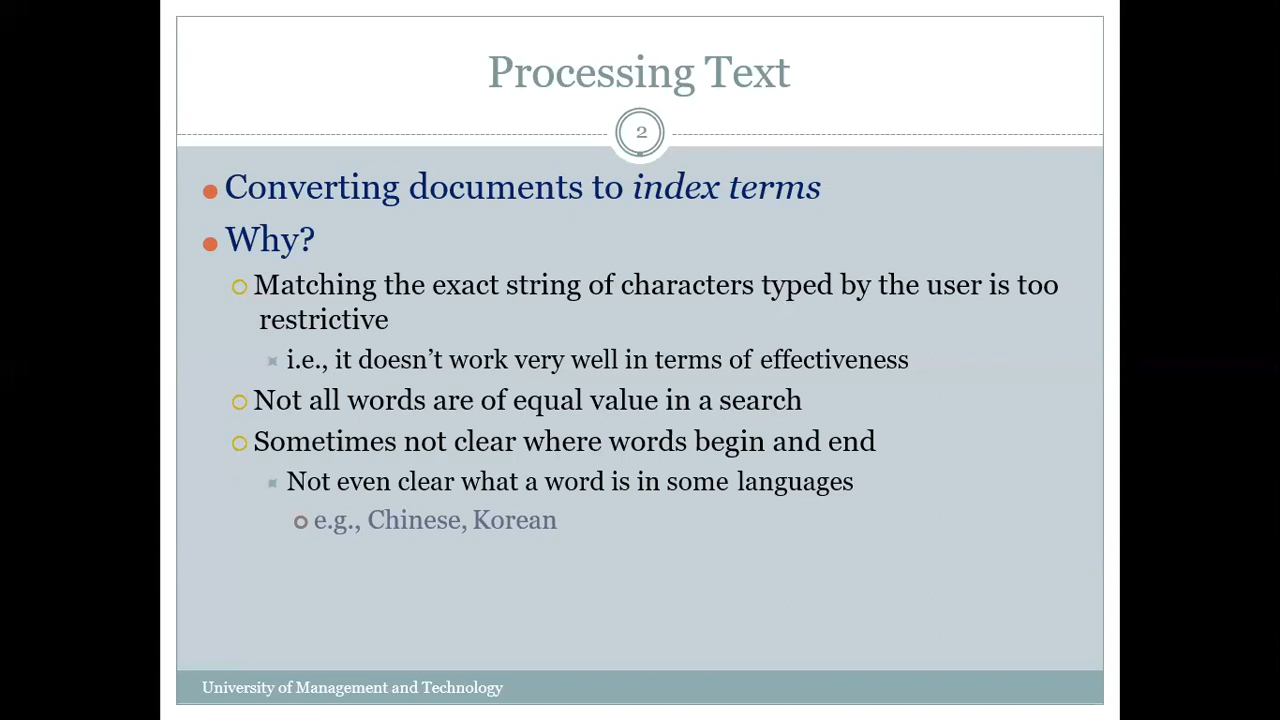 Processing Text
2
Converting documents to index terms
Why?
Matching the exact string of characters typed by the user is too
restrictive
i.e., it doesn’t work very well in terms of effectiveness
Not all words are of equal value in a search
Sometimes not clear where words begin and end
Not even clear what a word is in some languages
e.g., Chinese, Korean
University of Management and Technology